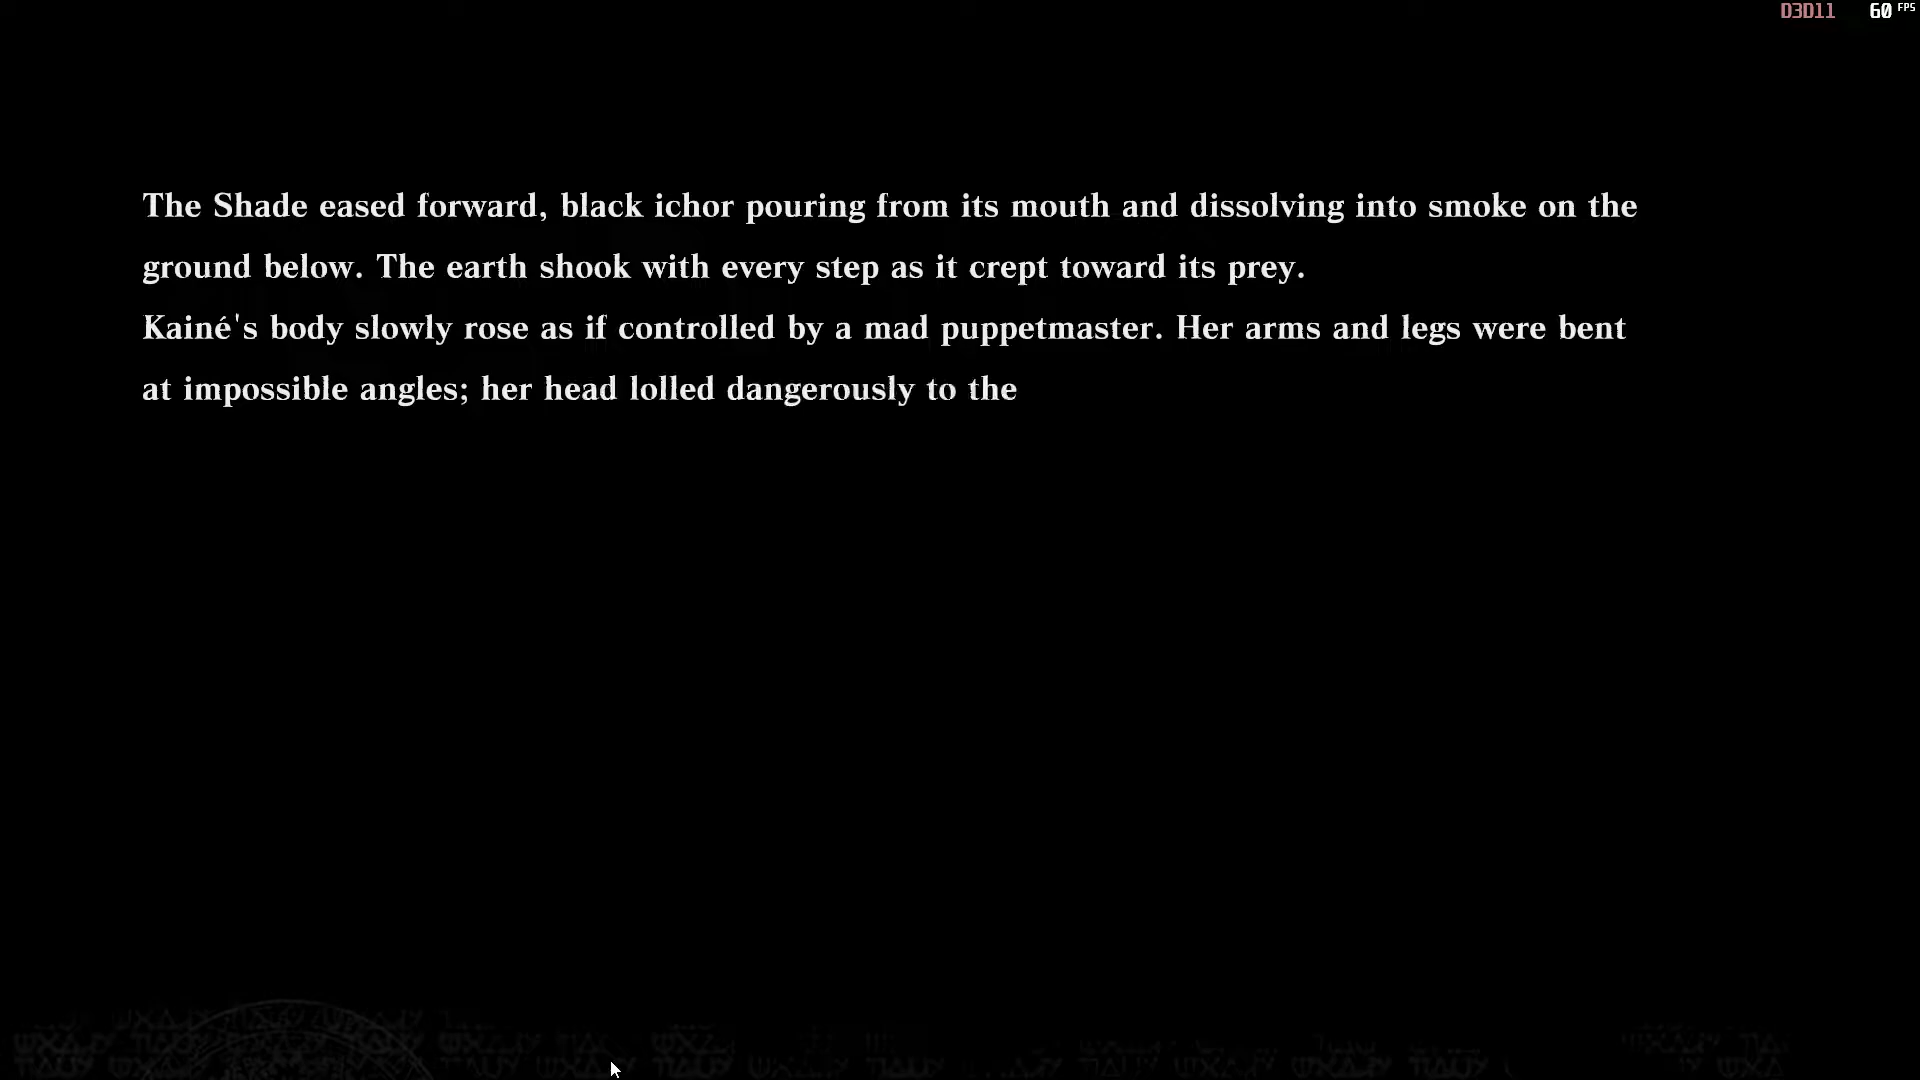 D3D11 60 FPS
The Shade eased forward, black ichor pouring from its mouth and dissolving into smoke on the
ground below. The earth shook with every step as it crept toward its prey.
Kainé's body slowly rose as if controlled by a mad puppetmaster. Her arms and legs were bent
at impossible angles; her head lolled dangerously to the